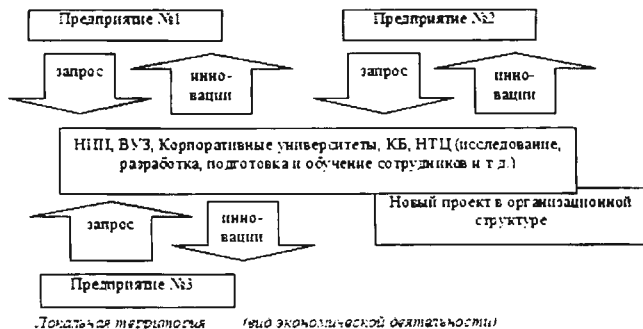 Предприятие №1
Предприятие №2
запрос
инно-
вации
запрос
инно-
вации
НПЦ, ВУЗ, Корпоративные университеты, КБ, НТЦ (исследование,
разработка, подготовка и обучение сотрудников и т.д.)
Новый проект в организационной
структуре
запрос
инно-
вации
Предприятие №3
Локальная территория (вид экономической деятельности)